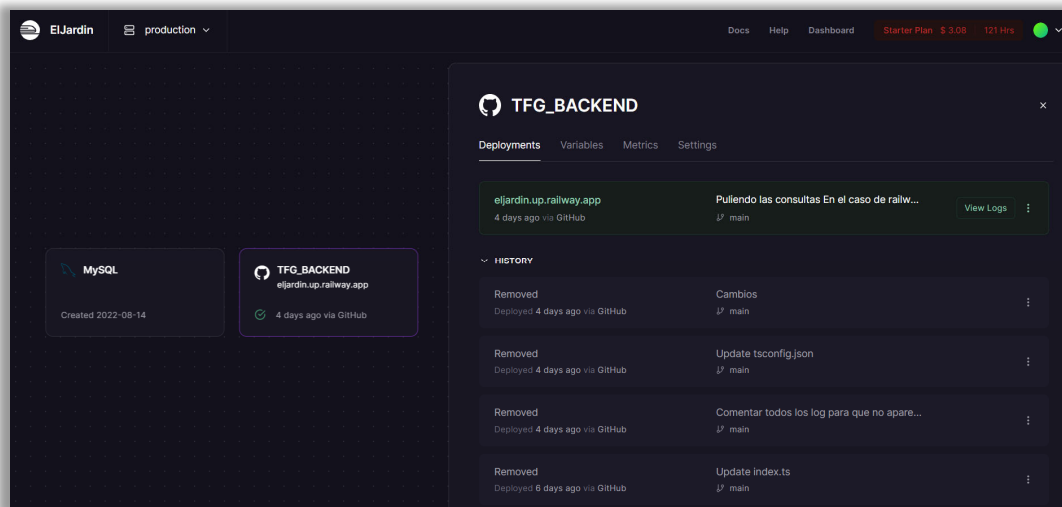 ElJardin
production
Docs Help Dashboard Starter Plan $ 3.08 121 Hrs
MySQL
Created 2022-08-14
TFG_BACKEND
eljardin.up.railway.app
4 days ago via GitHub
TFG_BACKEND
Deployments Variables Metrics Settings
eljardin.up.railway.app Puliendo las consultas En el caso de railw...
4 days ago via GitHub main
View Logs
HISTORY
Removed Cambios
Deployed 4 days ago via GitHub main
Removed Update tsconfig.json
Deployed 4 days ago via GitHub main
Removed Comentar todos los log para que no apare...
Deployed 4 days ago via GitHub main
Removed Update index.ts
Deployed 6 days ago via GitHub main